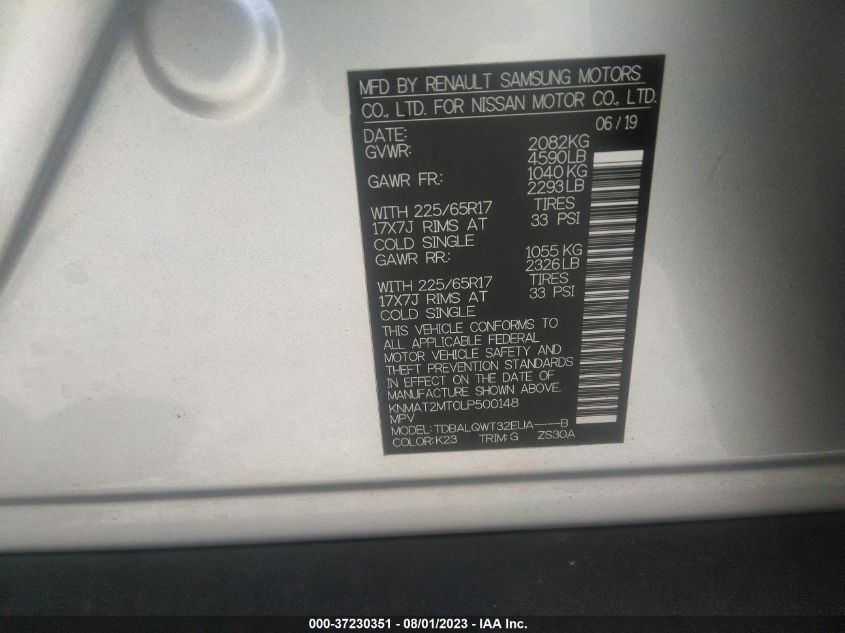 MFD BY RENAULT SAMSUNG MOTORS
CO., LTD. FOR NISSAN MOTOR CO., LTD.
DATE: 06/19
GVWR: 2082KG
4590LB
GAWR FR.: 1040KG
2293LB
WITH 225/65R17 TIRES
17X7J RIMS AT 33 PSI
COLD SINGLE
GAWR RR.: 1055 KG
2326LB
WITH 225/65R17 TIRES
17X7J RIMS AT 33 PSI
COLD SINGLE
THIS VEHICLE CONFORMS TO
ALL APPLICABLE FEDERAL
MOTOR VEHICLE SAFETY AND
THEFT PREVENTION STANDARDS
IN EFFECT ON THE DATE OF
MANUFACTURE SHOWN ABOVE.
KNMAT2MT0LP500148
MPV
MODEL: TDBALQWT32EUA----B
COLOR:K23 TRIM:G ZS30A
000-37230351 - 08/01/2023 - IAA Inc.